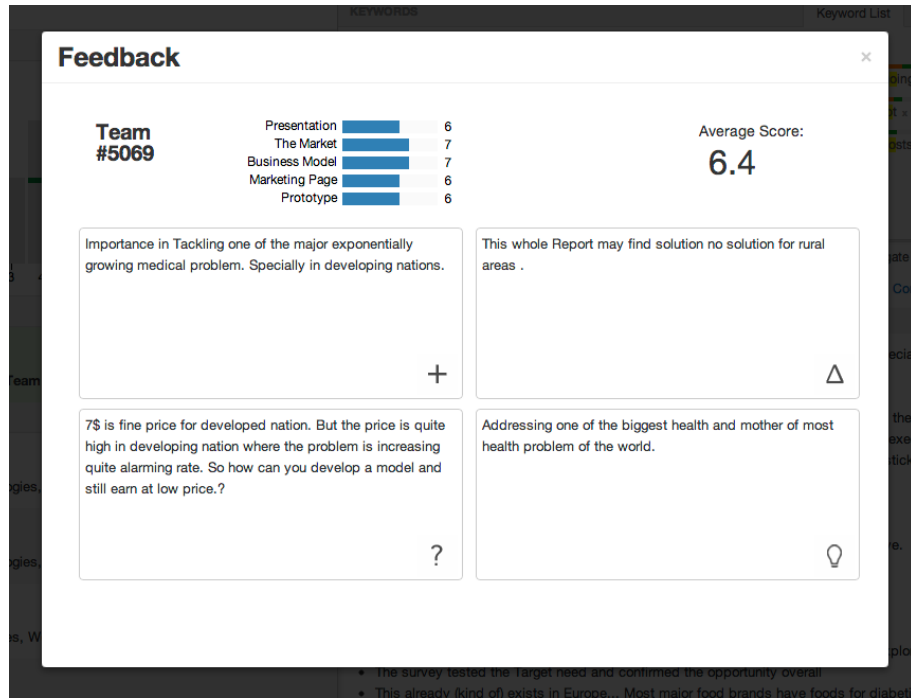 KEYWORDS
Keyword List
Feedback
×
Team
#5069
Presentation 6
The Market 7
Business Model 7
Marketing Page 6
Prototype 6
Average Score:
6.4
Importance in Tackling one of the major exponentially
growing medical problem. Specially in developing nations.
+
This whole Report may find solution no solution for rural
areas .
Δ
7$ is fine price for developed nation. But the price is quite
high in developing nation where the problem is increasing
quite alarming rate. So how can you develop a model and
still earn at low price.?
?
Addressing one of the biggest health and mother of most
health problem of the world.
Team
• The survey tested the Target need and confirmed the opportunity overall
• This already (kind of) exists in Europe... Most major food brands have foods for diabet